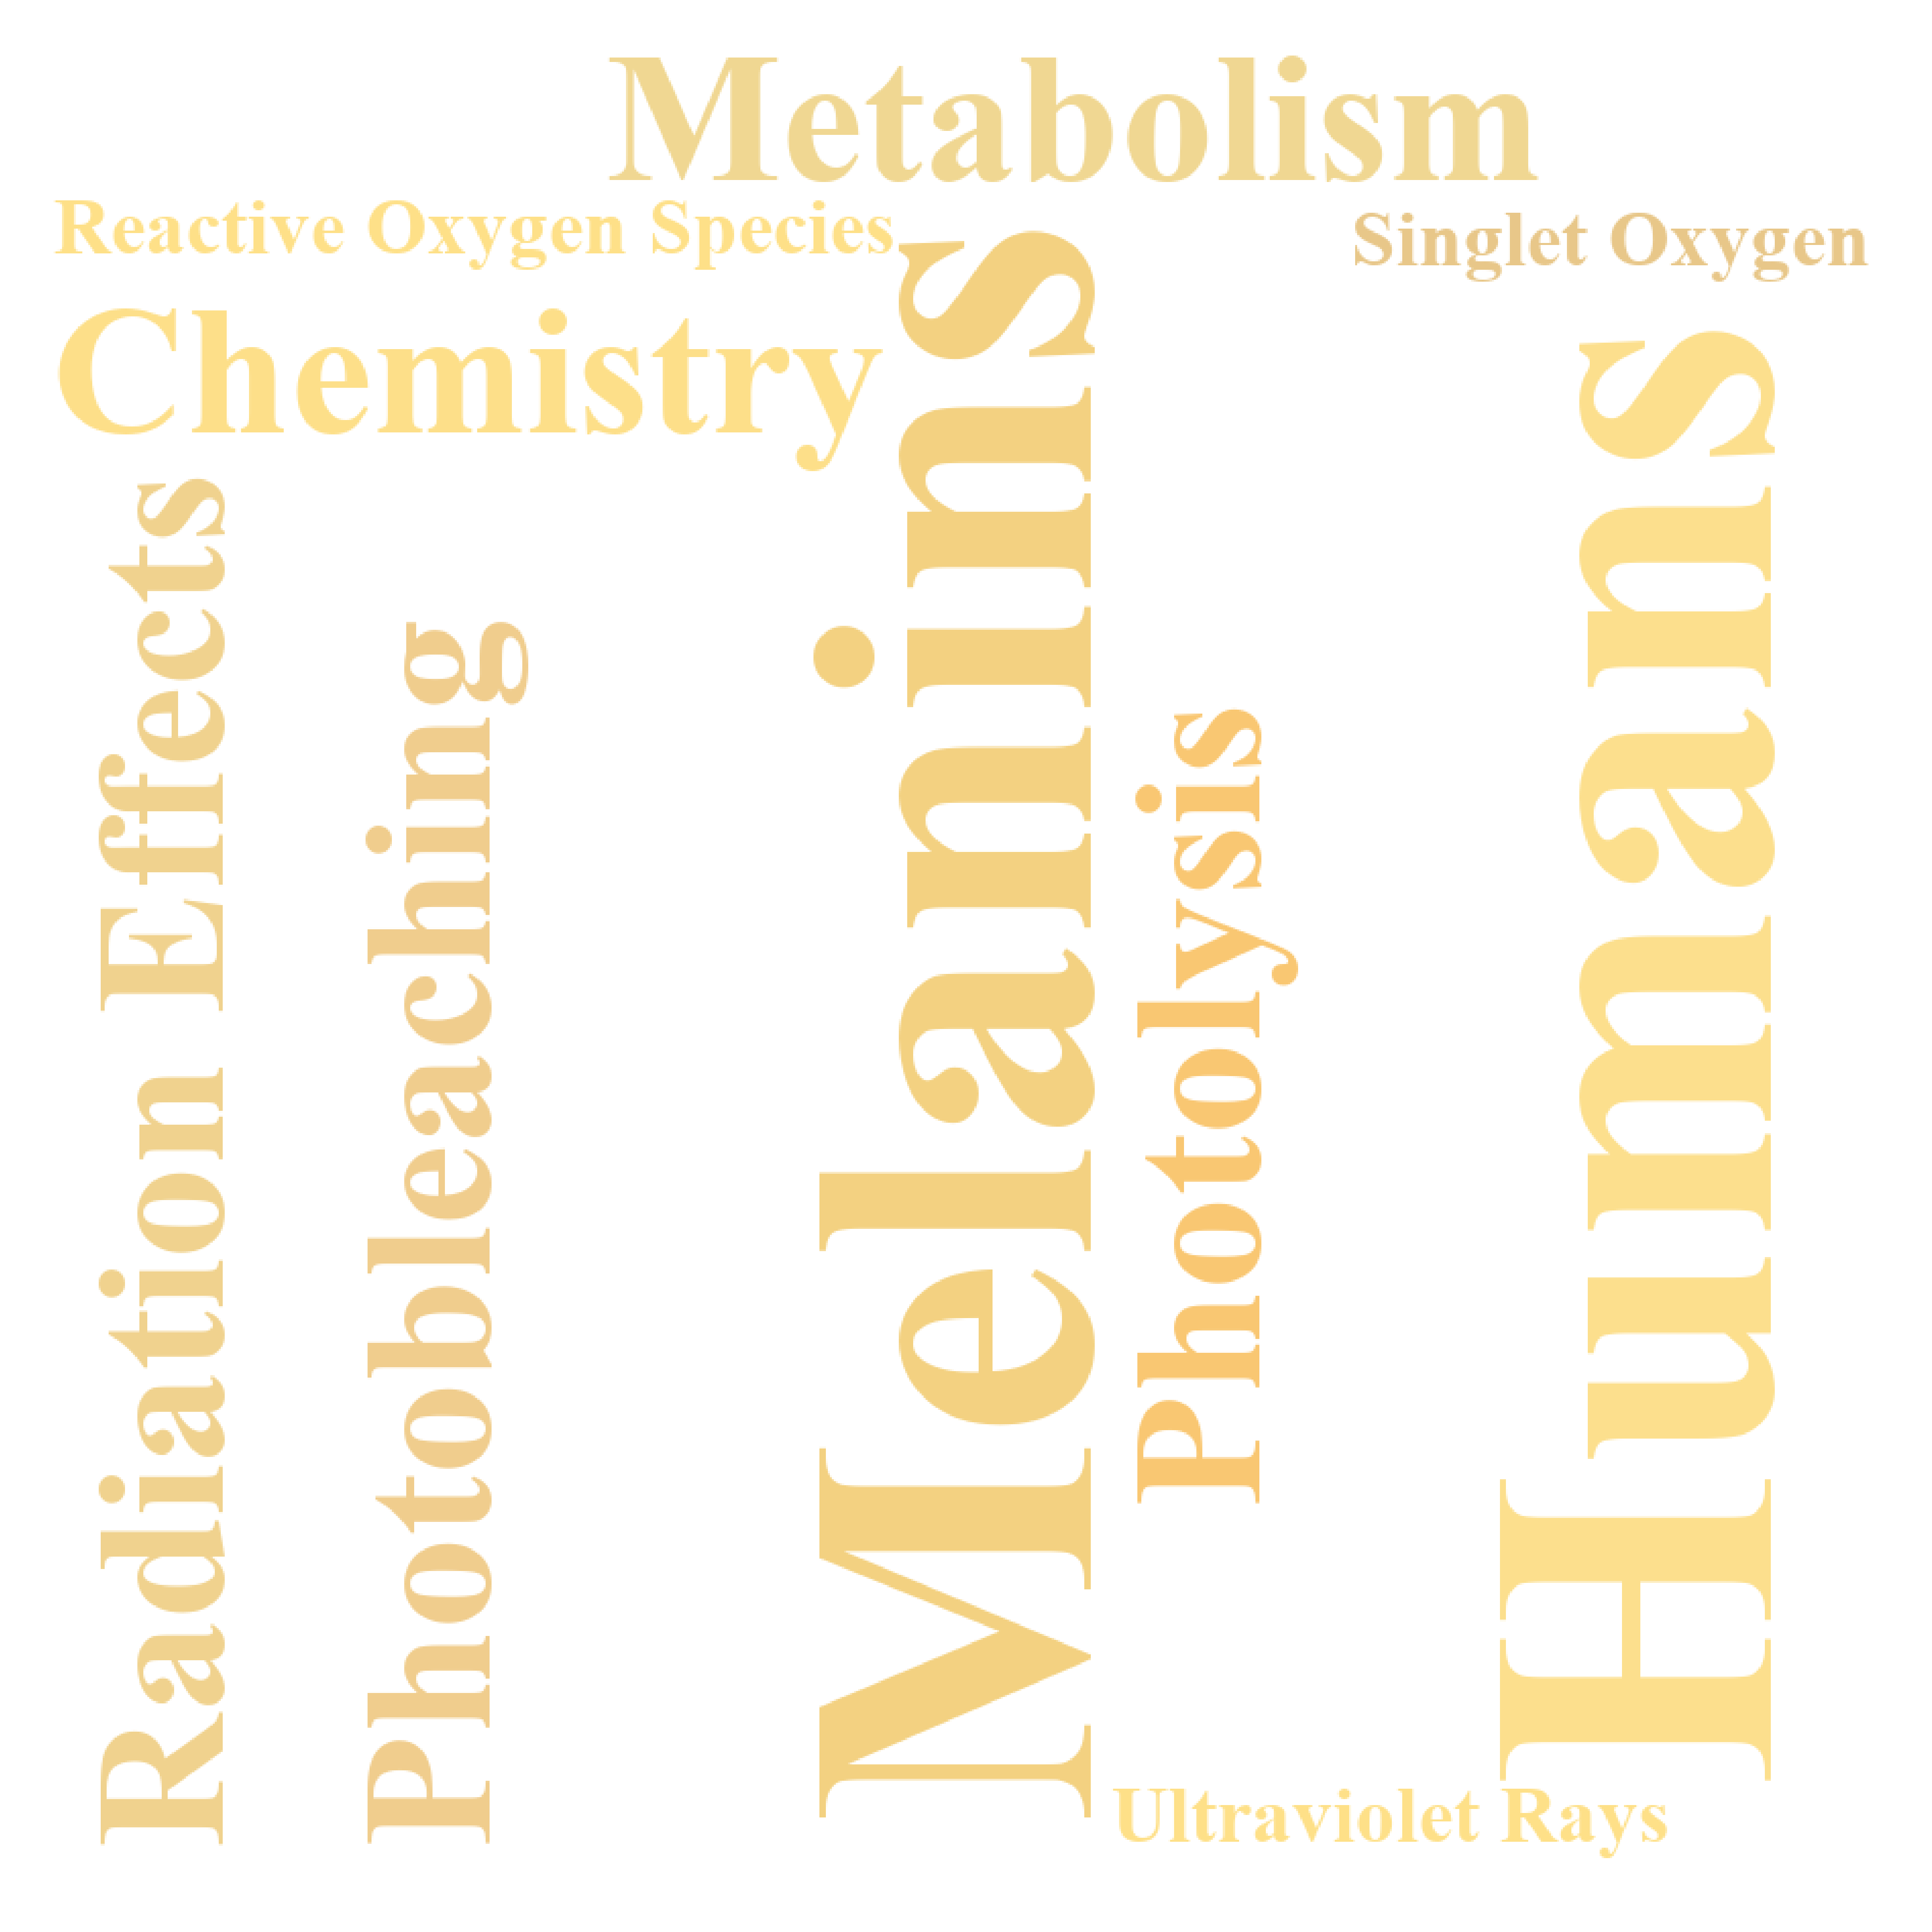 Metabolism
Reactive Oxygen Species
Singlet Oxygen
Chemistry
Radiation Effects
Photobleaching
Melanins
Photolysis
Humans
Ultraviolet Rays